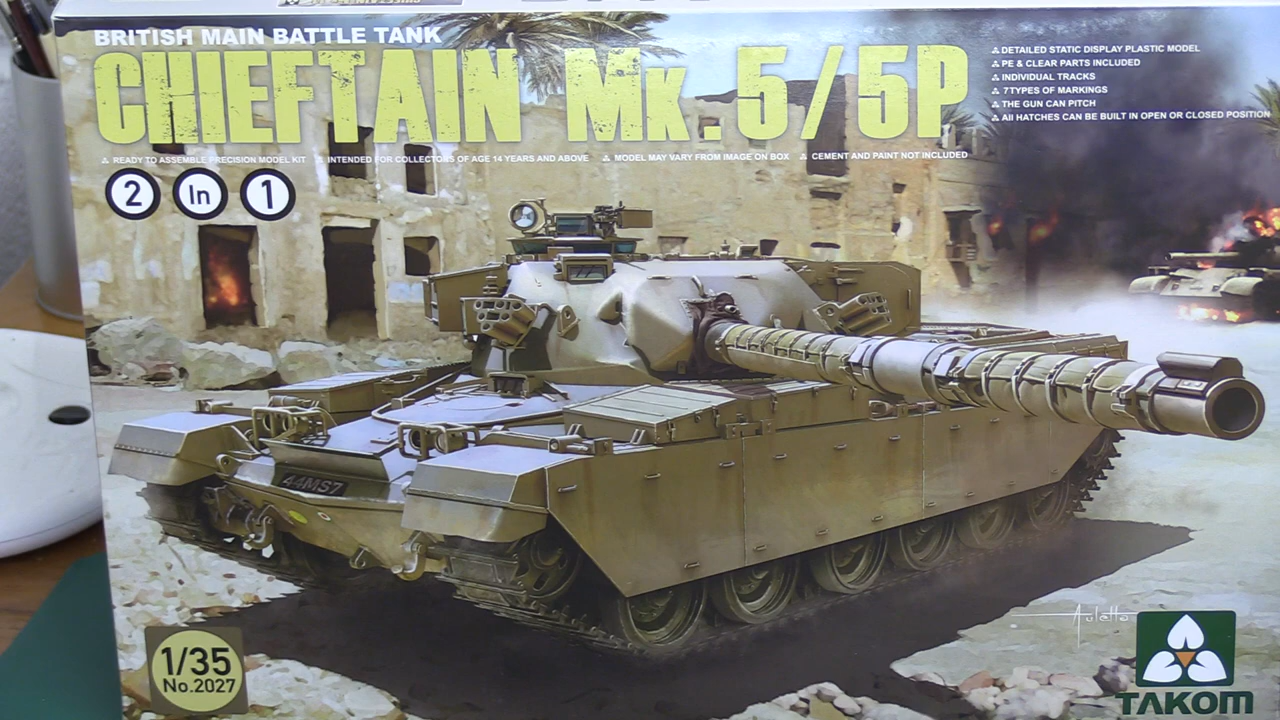 BRITISH MAIN BATTLE TANK
CHIEFTAIN Mk.5/5P
DETAILED STATIC DISPLAY PLASTIC MODEL
PE & CLEAR PARTS INCLUDED
INDIVIDUAL TRACKS
7TYPES OF MARKINGS
THE GUN CAN PITCH
All HATCHES CAN BE BUILT IN OPEN OR CLOSED POSITION
READY TO ASSEMBLE PRECISION MODEL KIT INTENDED FOR COLLECTORS OF AGE 14 YEARS AND ABOVE MODEL MAY VARY FROM IMAGE ON BOX CEMENT AND PAINT NOT INCLUDED
2 In 1
44MS7
Auletta
1/35
No.2027
TAKOM